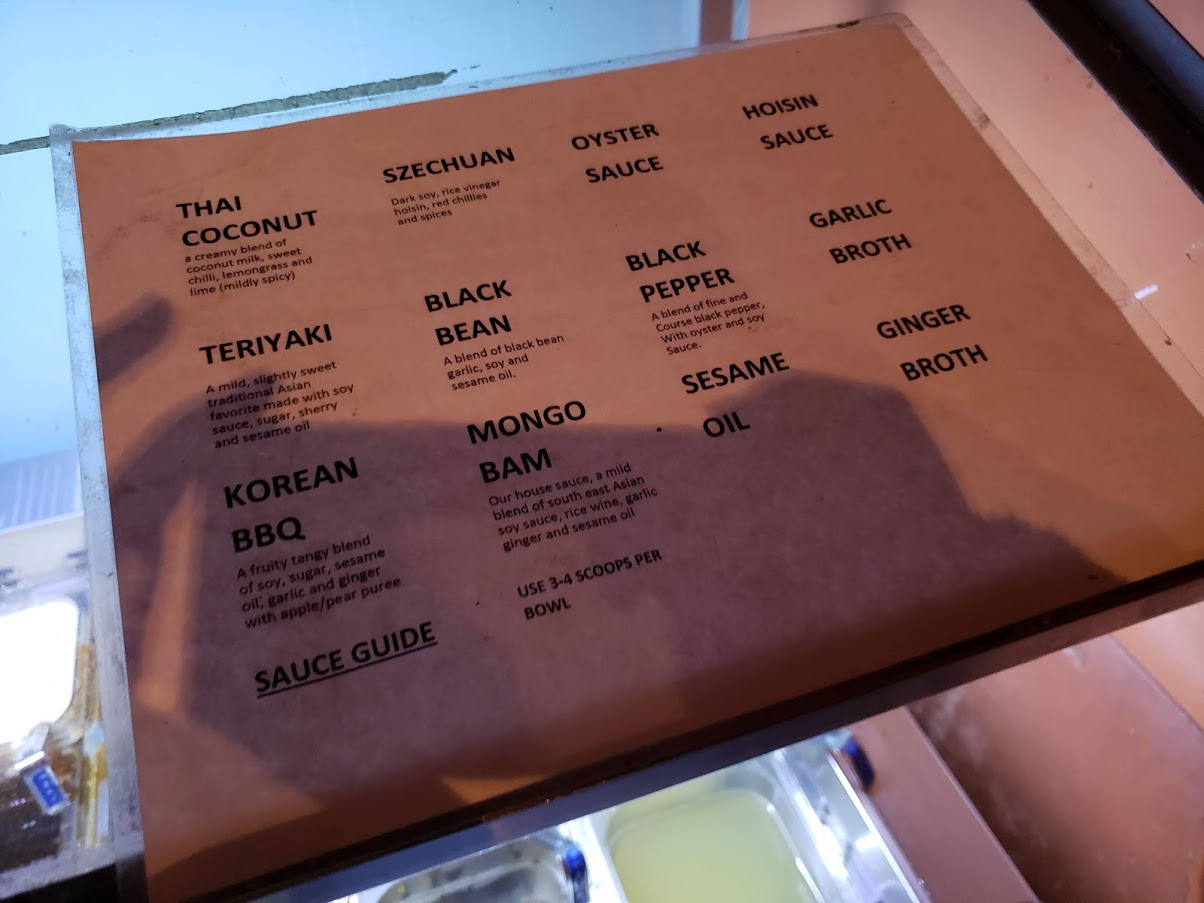 THAI
COCONUT
a creamy blend of
coconut milk, sweet
chilli, lemongrass and
lime (mildly spicy)
SZECHUAN
Dark soy, rice vinegar
hoisin, red chillies
and spices
OYSTER
SAUCE
HOISIN
SAUCE
TERIYAKI
A mild, slightly sweet
traditional Asian
favorite made with soy
sauce, sugar, sherry
and sesame oil
BLACK
BEAN
A blend of black bean
garlic, soy and
sesame oil.
BLACK
PEPPER
A blend of fine and
Course black pepper,
With oyster and soy
Sauce.
GARLIC
BROTH
KOREAN
BBQ
A fruity tangy blend
of soy, sugar, sesame
oil, garlic and ginger
with apple/pear puree
MONGO
BAM
Our house sauce, a mild
blend of south east Asian
soy sauce, rice wine, garlic
ginger and sesame oil
SESAME
OIL
GINGER
BROTH
USE 3-4 SCOOPS PER
BOWL
SAUCE GUIDE